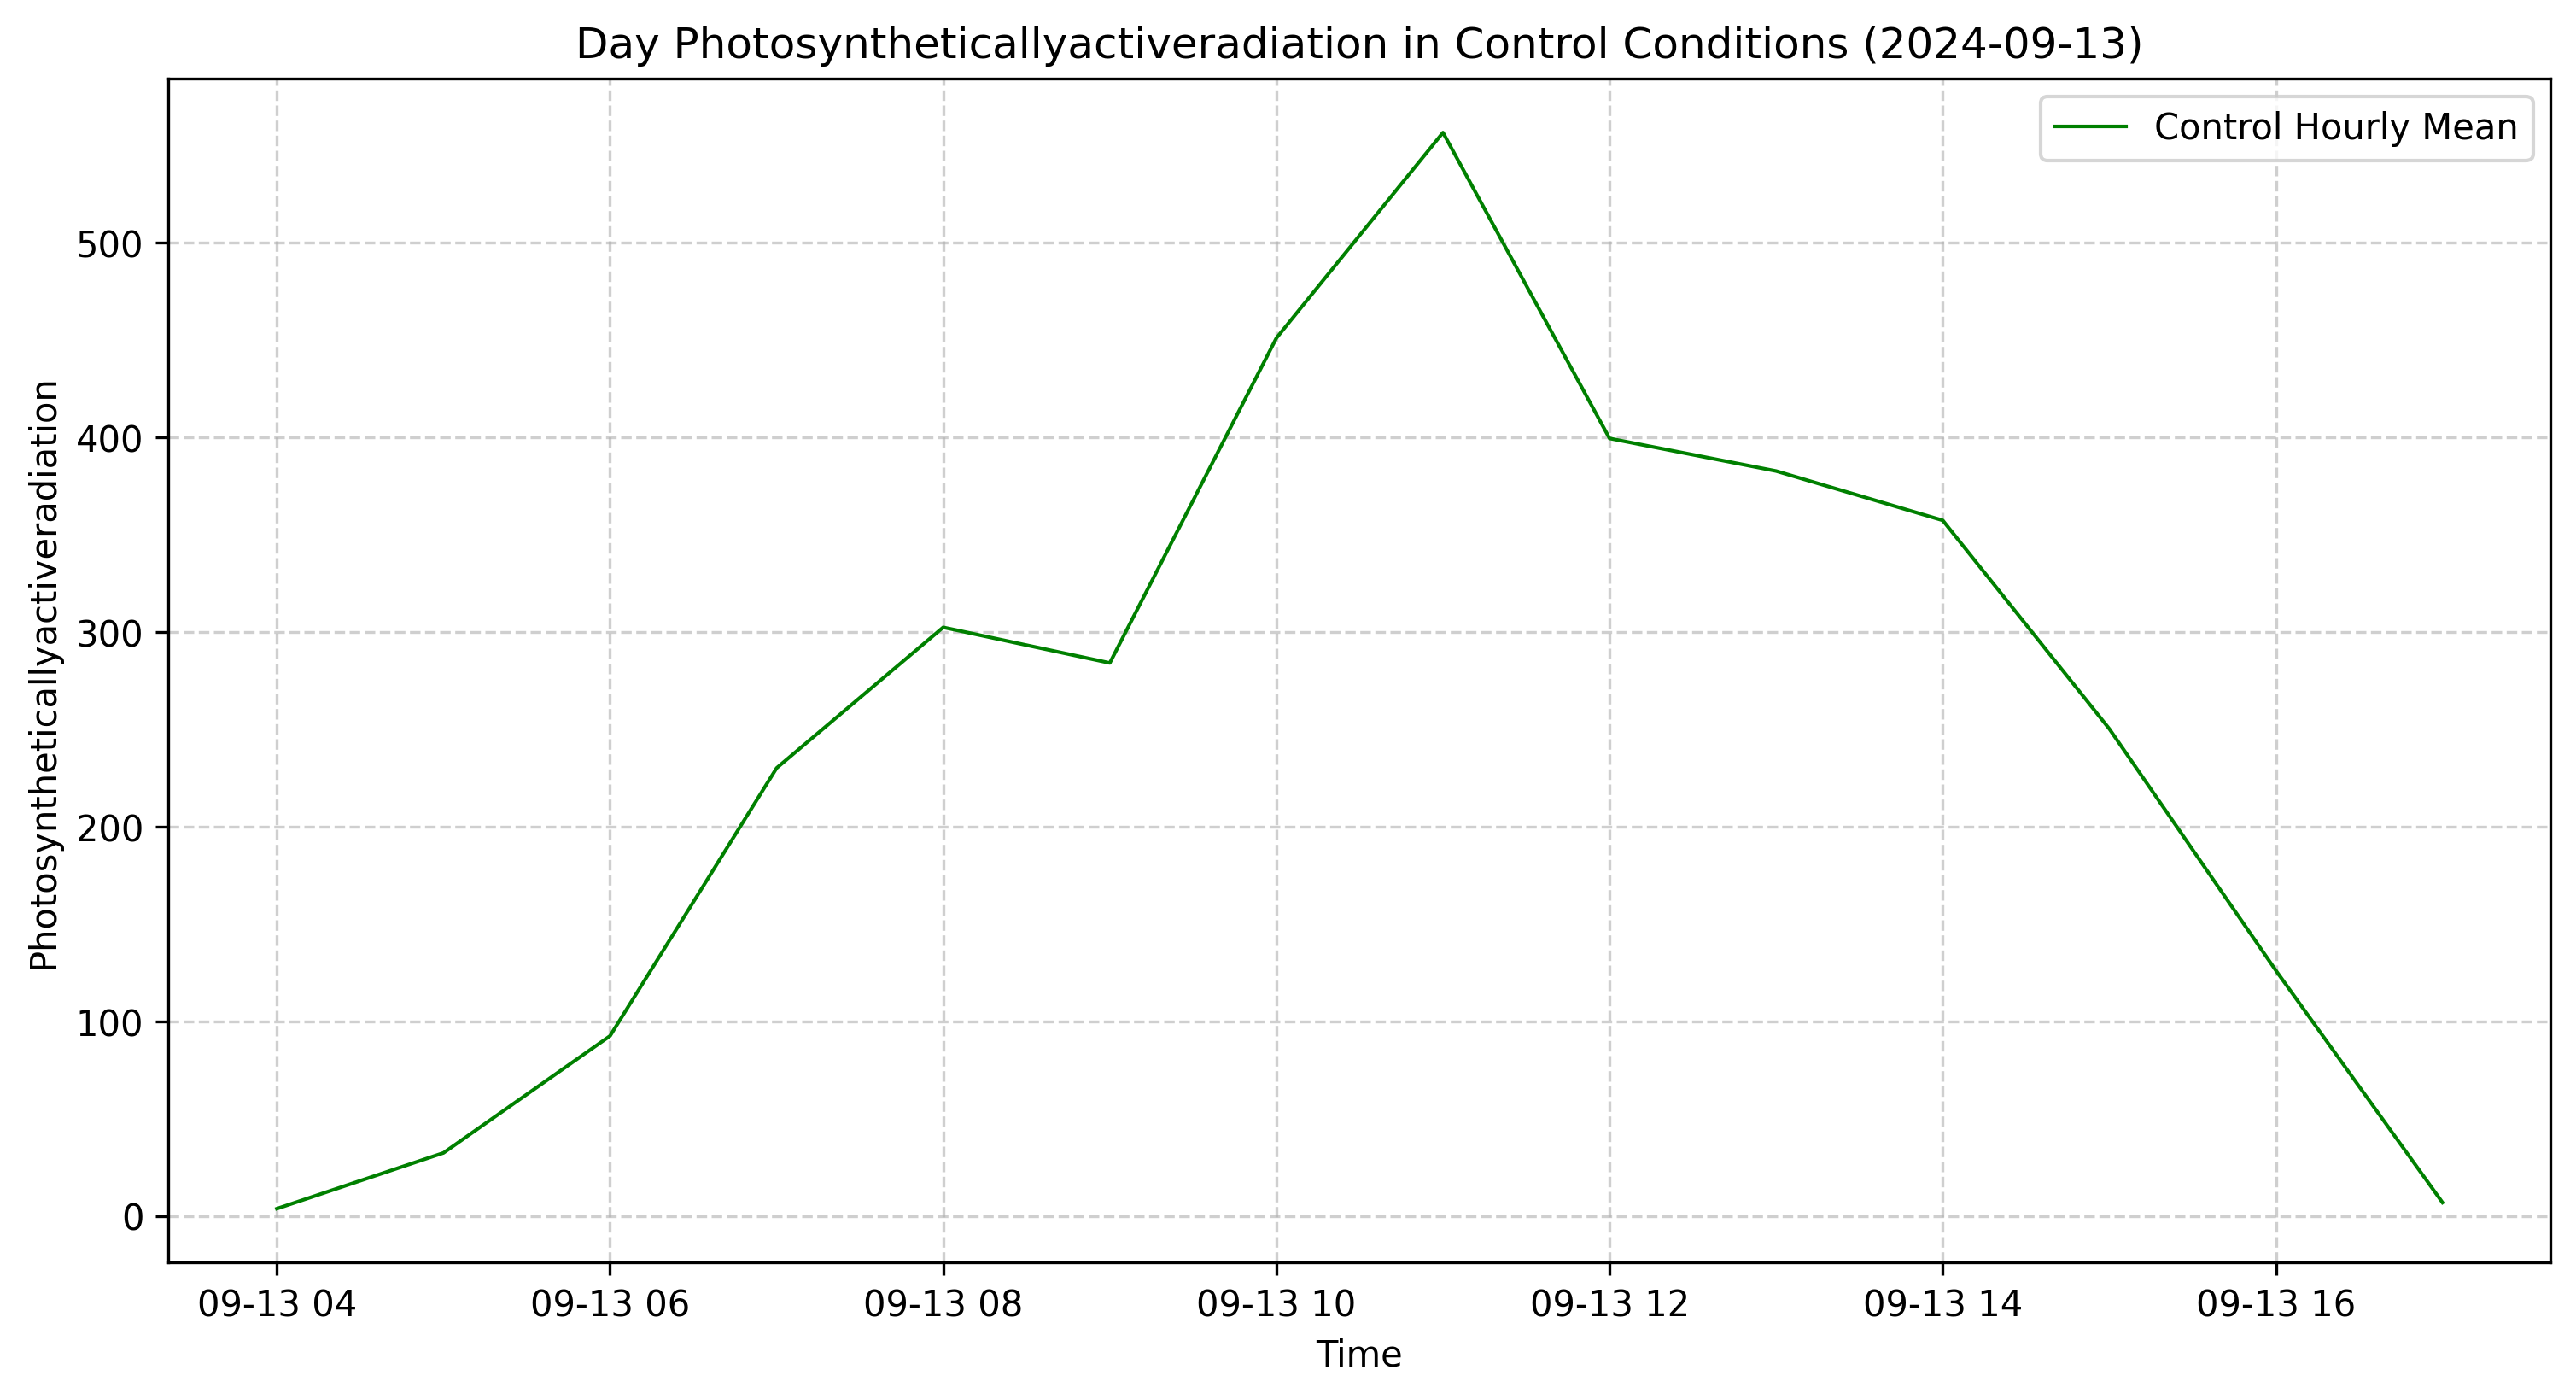 Day Photosyntheticallyactiveradiation in Control Conditions (2024-09-13)
Control Hourly Mean
Photosyntheticallyactiveradiation
500
400
300
200
100
0
09-13 04 09-13 06 09-13 08 09-13 10 09-13 12 09-13 14 09-13 16
Time